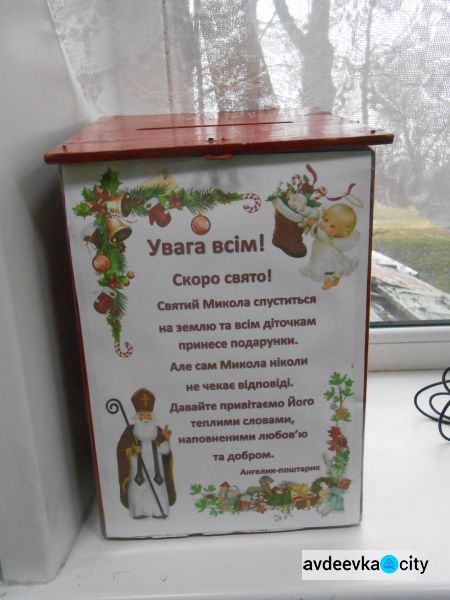 Увага всім!
Скоро свято!
Святий Микола спуститься
на землю та всім діточкам
принесе подарунки.
Але сам Микола ніколи
не чекає відповіді.
Давайте привітаємо Його
теплими словами,
наповненими любов'ю
та добром.
Ангелик-поштарик
avdeevka city